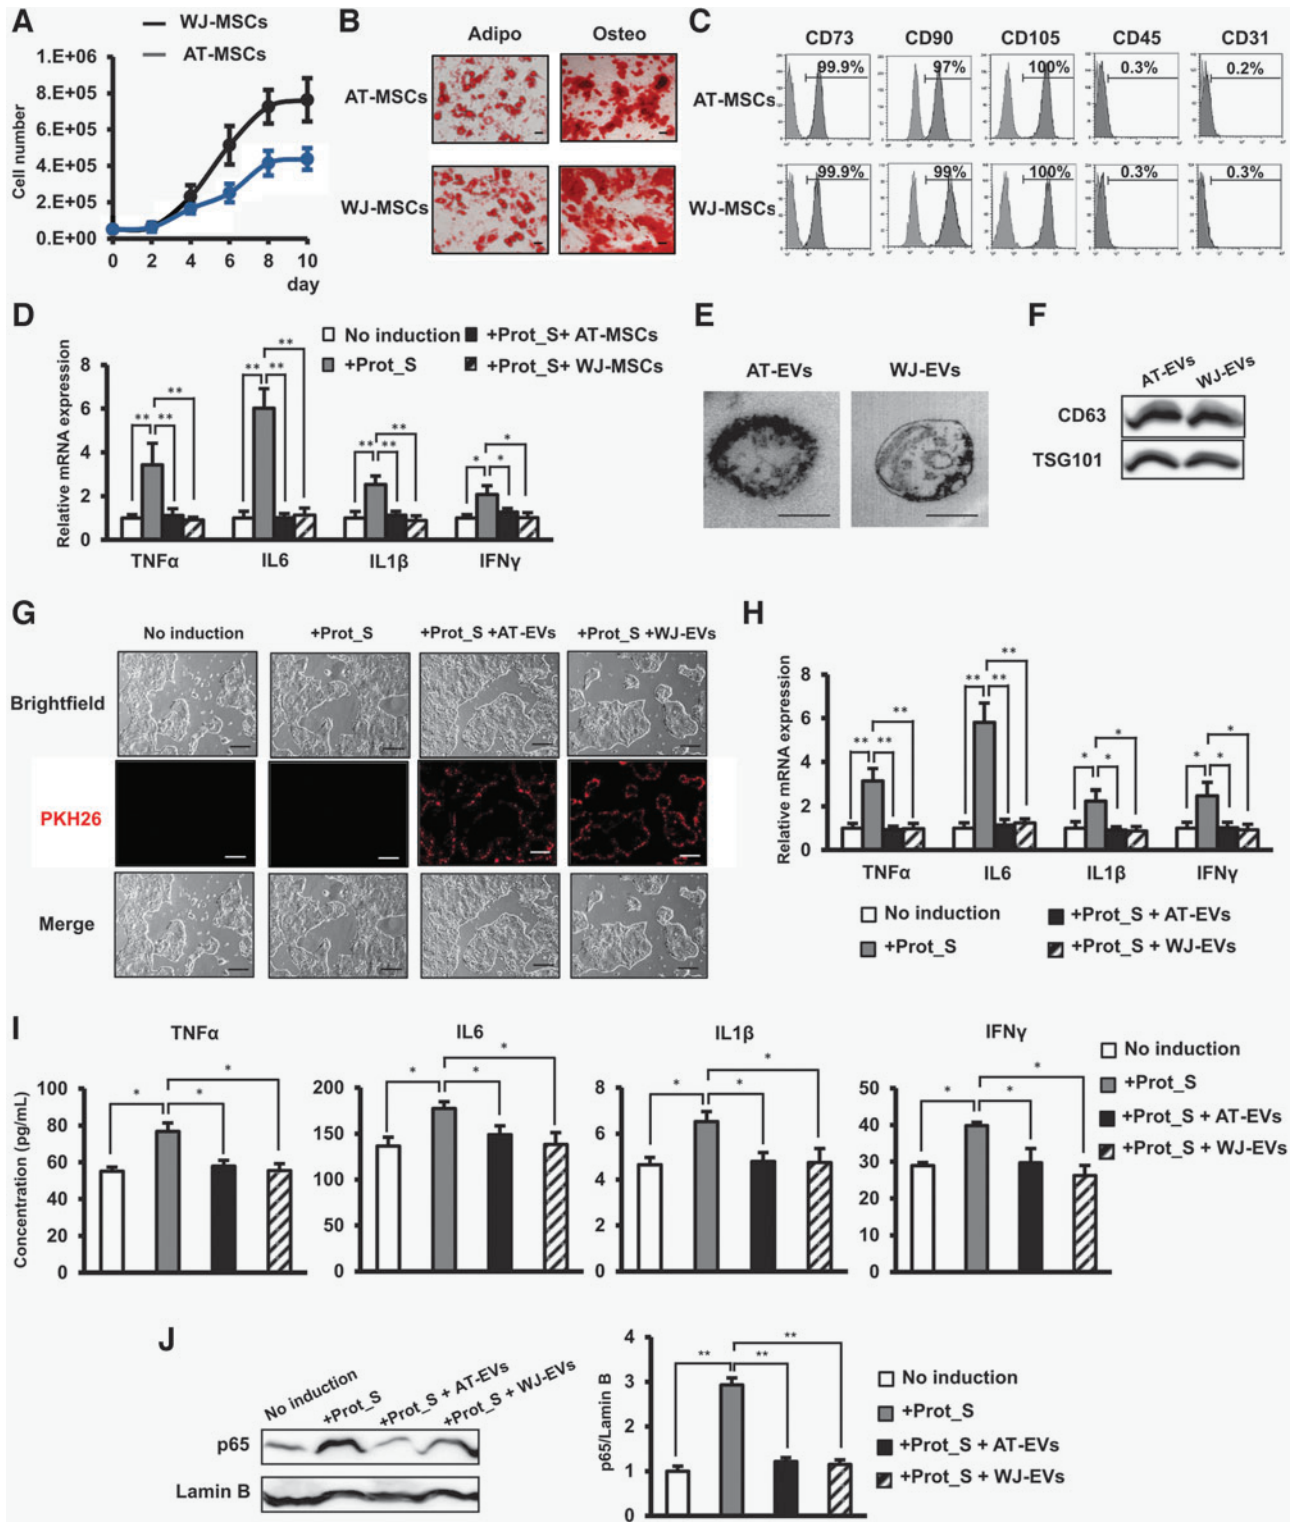 A
WJ-MSCs
AT-MSCs
1.E+06
8.E+05
6.E+05
4.E+05
2.E+05
0.E+00
Cell number
0 2 4 6 8 10
day
B
Adipo Osteo
AT-MSCs
WJ-MSCs
C
CD73 CD90 CD105 CD45 CD31
AT-MSCs
99.9% 97% 100% 0.3% 0.2%
WJ-MSCs
99.9% 99% 100% 0.3% 0.3%
D
No induction
+Prot_S
+Prot_S+ AT-MSCs
+Prot_S+ WJ-MSCs
Relative mRNA expression
8
6
4
2
0
** ** **
** ** **
** ** **
* * *
TNFα IL6 IL1β IFNγ
E
AT-EVs WJ-EVs
F
AT-EVs WJ-EVs
CD63
TSG101
G
No induction +Prot_S +Prot_S +AT-EVs +Prot_S +WJ-EVs
Brightfield
PKH26
Merge
H
Relative mRNA expression
8
6
4
2
0
** ** **
** ** **
* * *
* * *
TNFα IL6 IL1β IFNγ
No induction
+Prot_S
+Prot_S + AT-EVs
+Prot_S + WJ-EVs
I
Concentration (pg/mL)
TNFα
100
80
60
40
20
0
* * *
IL6
200
150
100
50
0
* * *
IL1β
8
6
4
2
0
* * *
IFNγ
50
40
30
20
10
0
* * *
No induction
+Prot_S
+Prot_S + AT-EVs
+Prot_S + WJ-EVs
J
No induction
+Prot_S
+Prot_S + AT-EVs
+Prot_S + WJ-EVs
p65
Lamin B
p65/Lamin B
4
3
2
1
0
** ** **
No induction
+Prot_S
+Prot_S + AT-EVs
+Prot_S + WJ-EVs